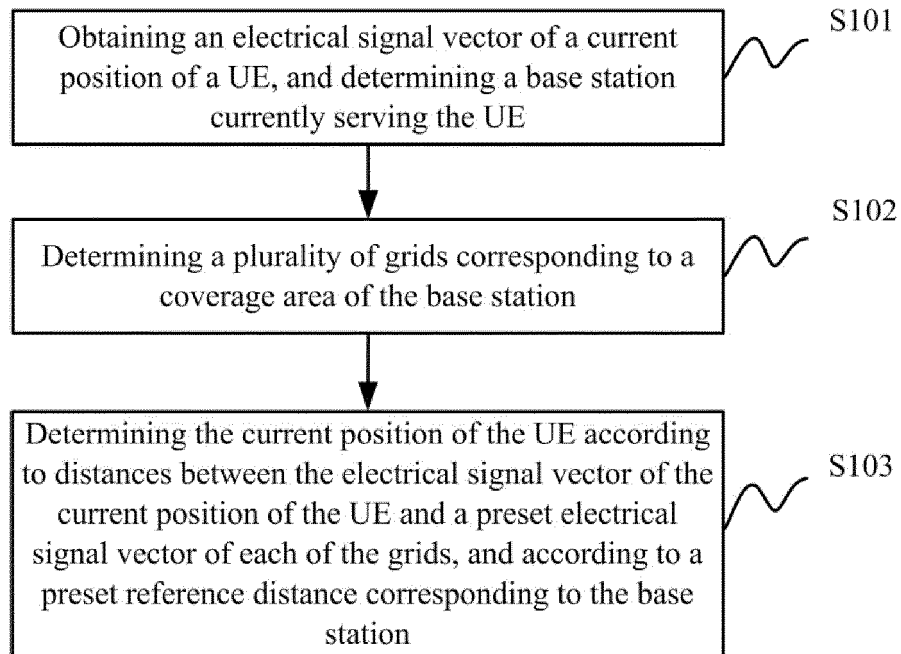 Obtaining an electrical signal vector of a current
position of a UE, and determining a base station
currently serving the UE
S101
Determining a plurality of grids corresponding to a
coverage area of the base station
S102
Determining the current position of the UE according
to distances between the electrical signal vector of the
current position of the UE and a preset electrical
signal vector of each of the grids, and according to a
preset reference distance corresponding to the base
station
S103